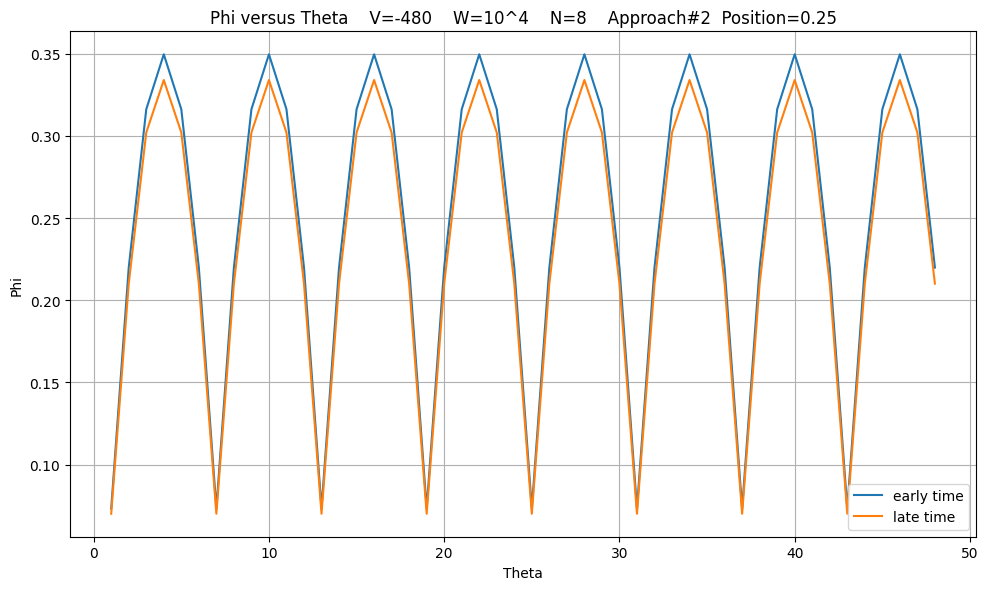 Phi versus Theta    V=-480    W=10^4    N=8    Approach#2  Position=0.25
0.35
0.30
0.25
0.20
0.15
0.10
Phi
early time
late time
0 10 20 30 40 50
Theta